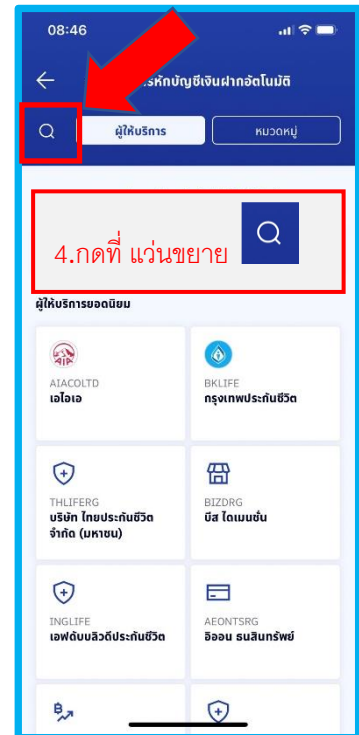 08:46
รหักบัญชีเงินฝากอัตโนมัติ
ผู้ให้บริการ
หมวดหมู่
4.กดที่ แว่นขยาย
ผู้ให้บริการยอดนิยม
AIA
AIACOLTD
เอไอเอ
BKLIFE
กรุงเทพประกันชีวิต
THLIFERG
บริษัท ไทยประกันชีวิต
จำกัด (มหาชน)
BIZDRG
บีส ไดเมนชั่น
INGLIFE
เอฟดับบลิวดีประกันชีวิต
AEONTSRG
อิออน ธนสินทรัพย์